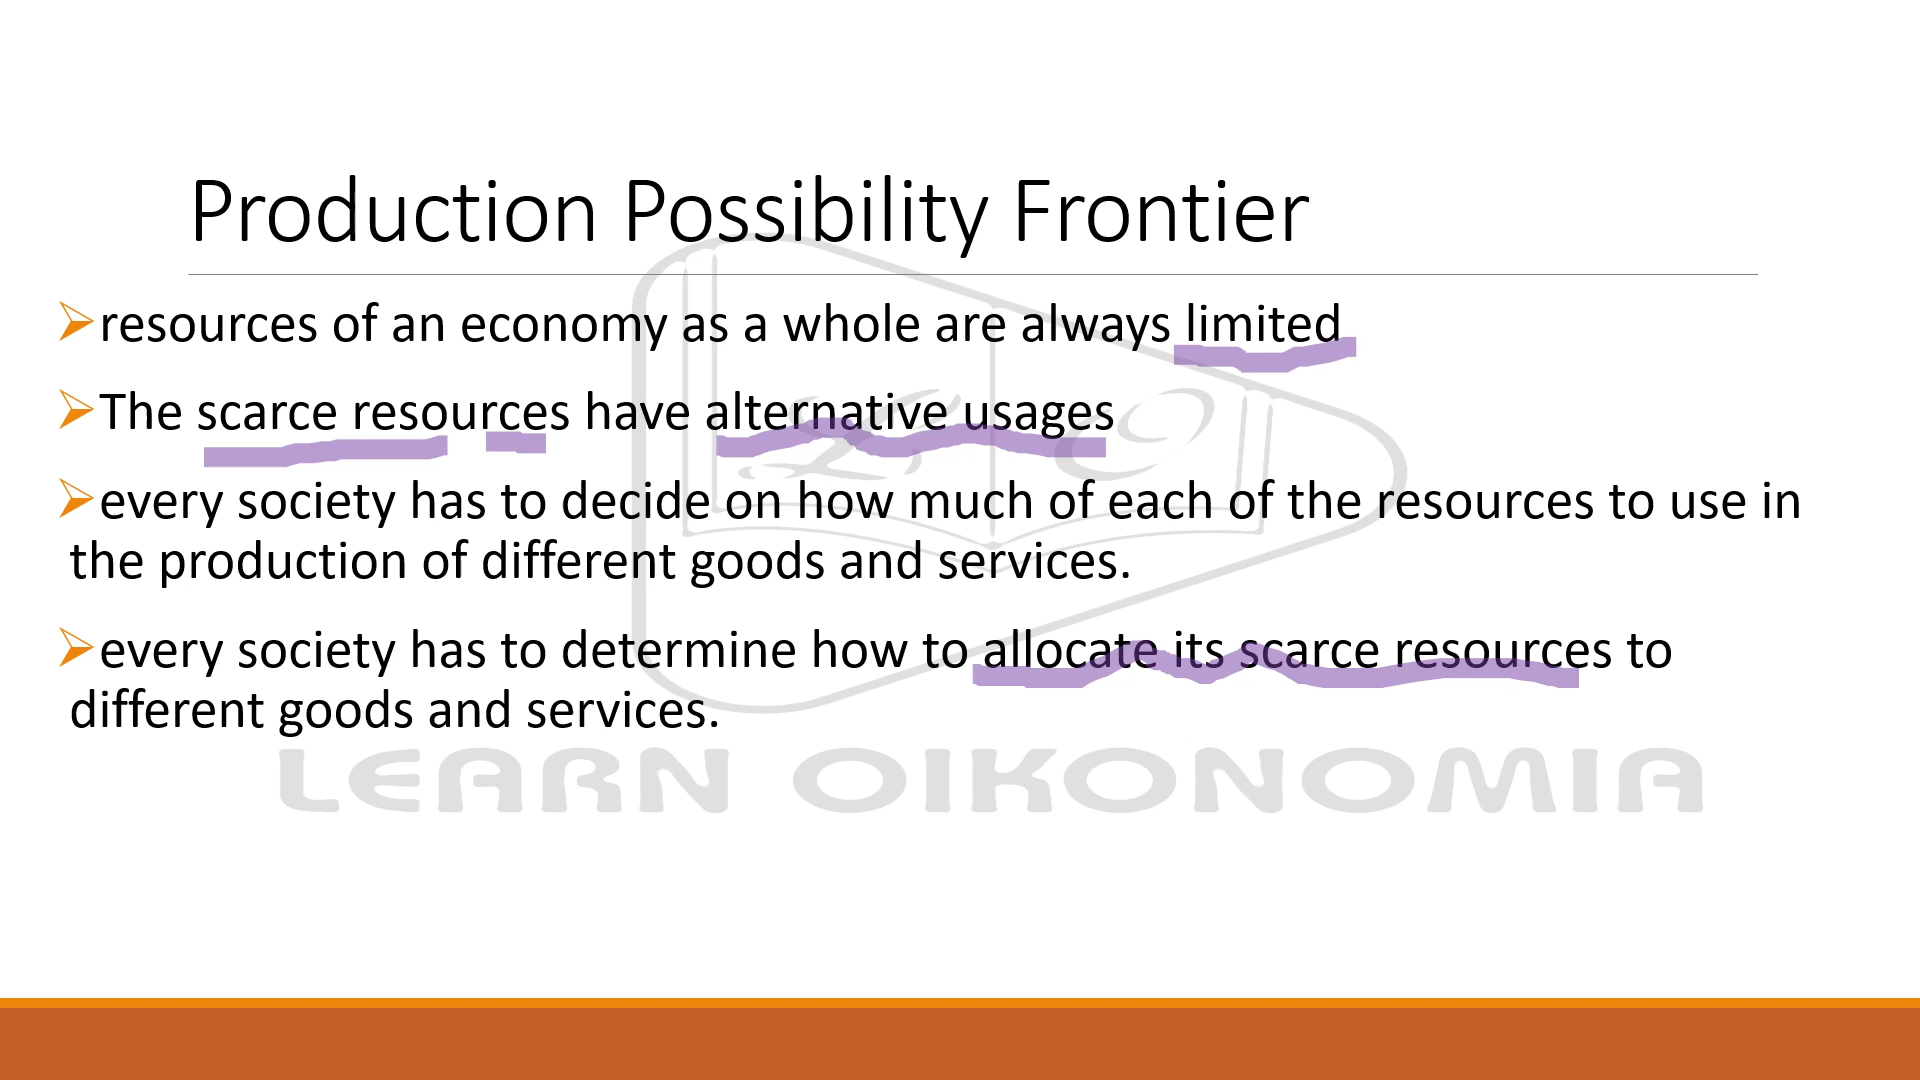 Production Possibility Frontier
resources of an economy as a whole are always limited
The scarce resources have alternative usages
every society has to decide on how much of each of the resources to use in
the production of different goods and services.
every society has to determine how to allocate its scarce resources to
different goods and services.
LEARN OIKONOMIA